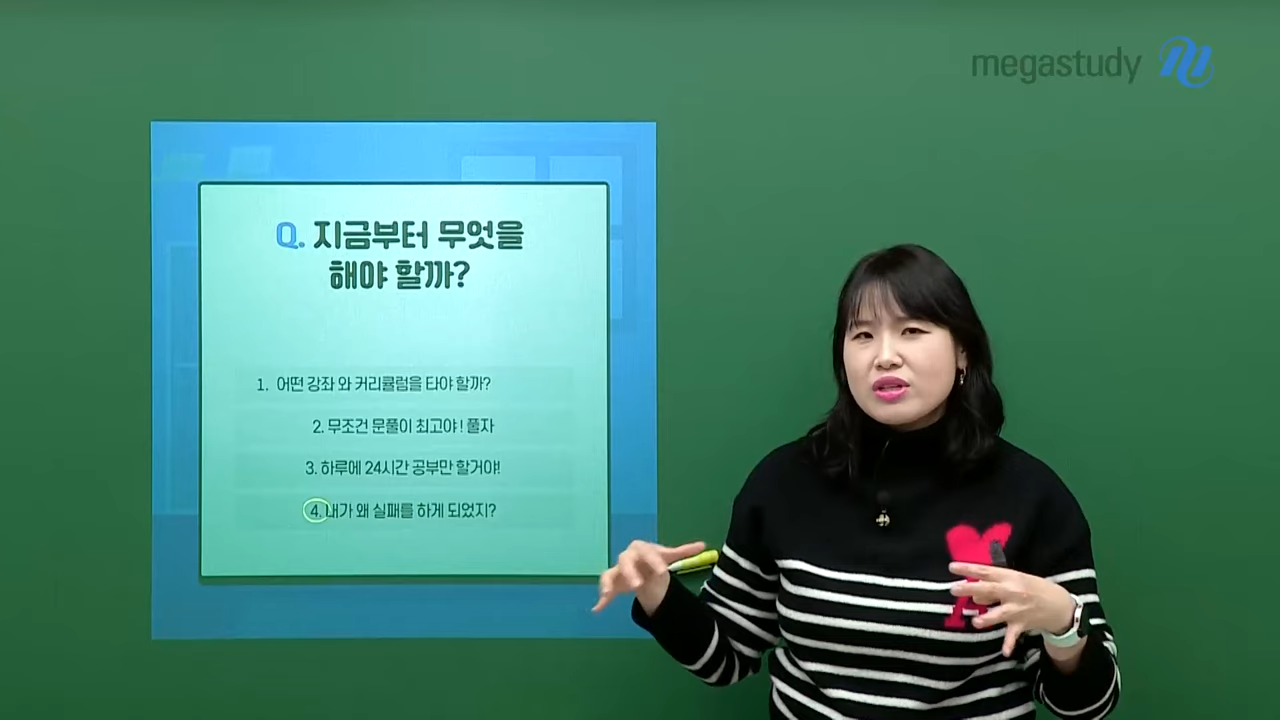 megastudy
Q. 지금부터 무엇을
해야 할까?
1. 어떤 강좌 와 커리큘럼을 타야 할까?
2. 무조건 문풀이 최고야! 풀자
3. 하루에 24시간 공부만 할거야!
4. 내가 왜 실패를 하게 되었지?
A